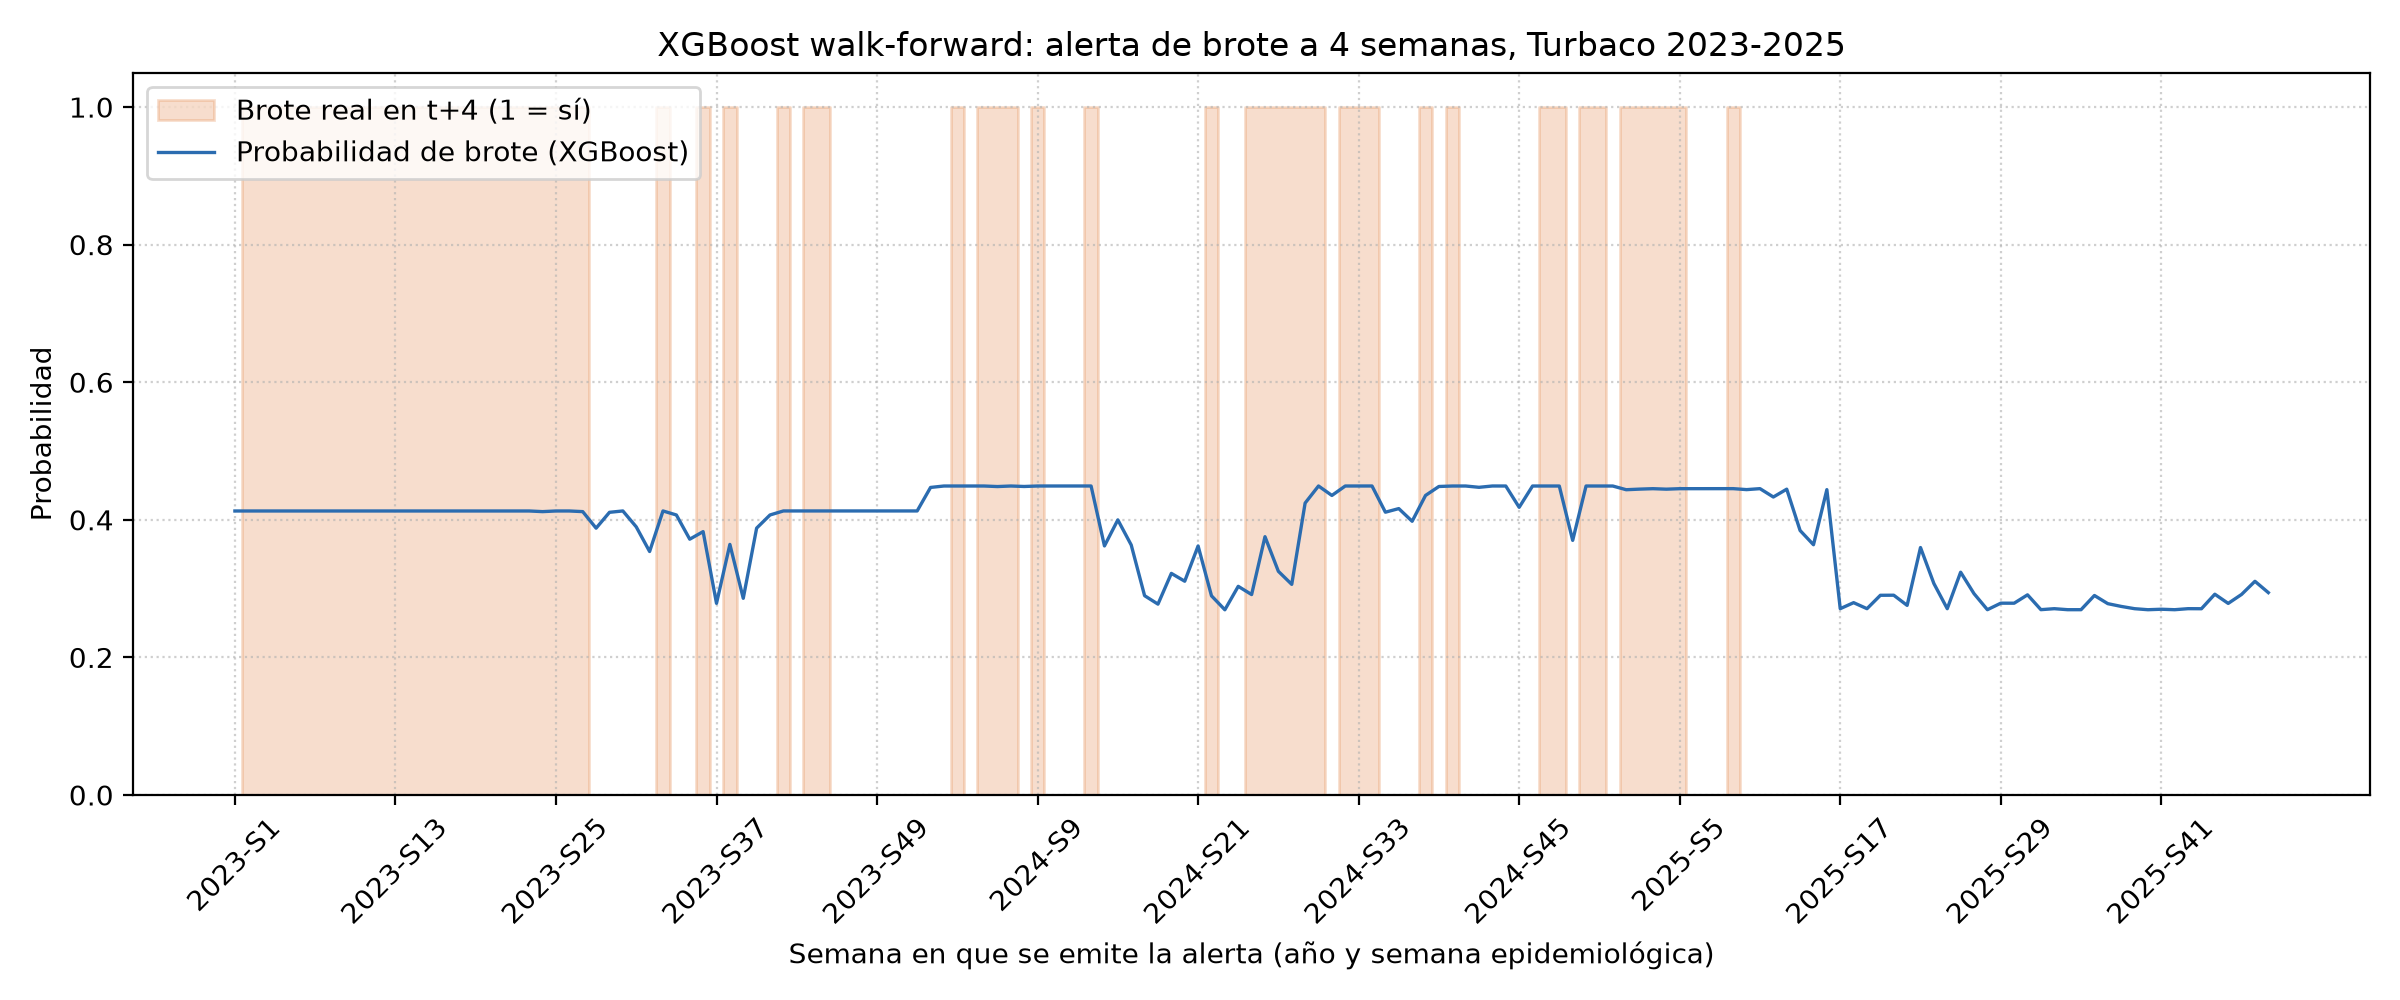 XGBoost walk-forward: alerta de brote a 4 semanas, Turbaco 2023-2025
Brote real en t+4 (1 = sí)
Probabilidad de brote (XGBoost)
Probabilidad
1.0
0.8
0.6
0.4
0.2
0.0
2023-S1
2023-S13
2023-S25
2023-S37
2023-S49
2024-S9
2024-S21
2024-S33
2024-S45
2025-S5
2025-S17
2025-S29
2025-S41
Semana en que se emite la alerta (año y semana epidemiológica)